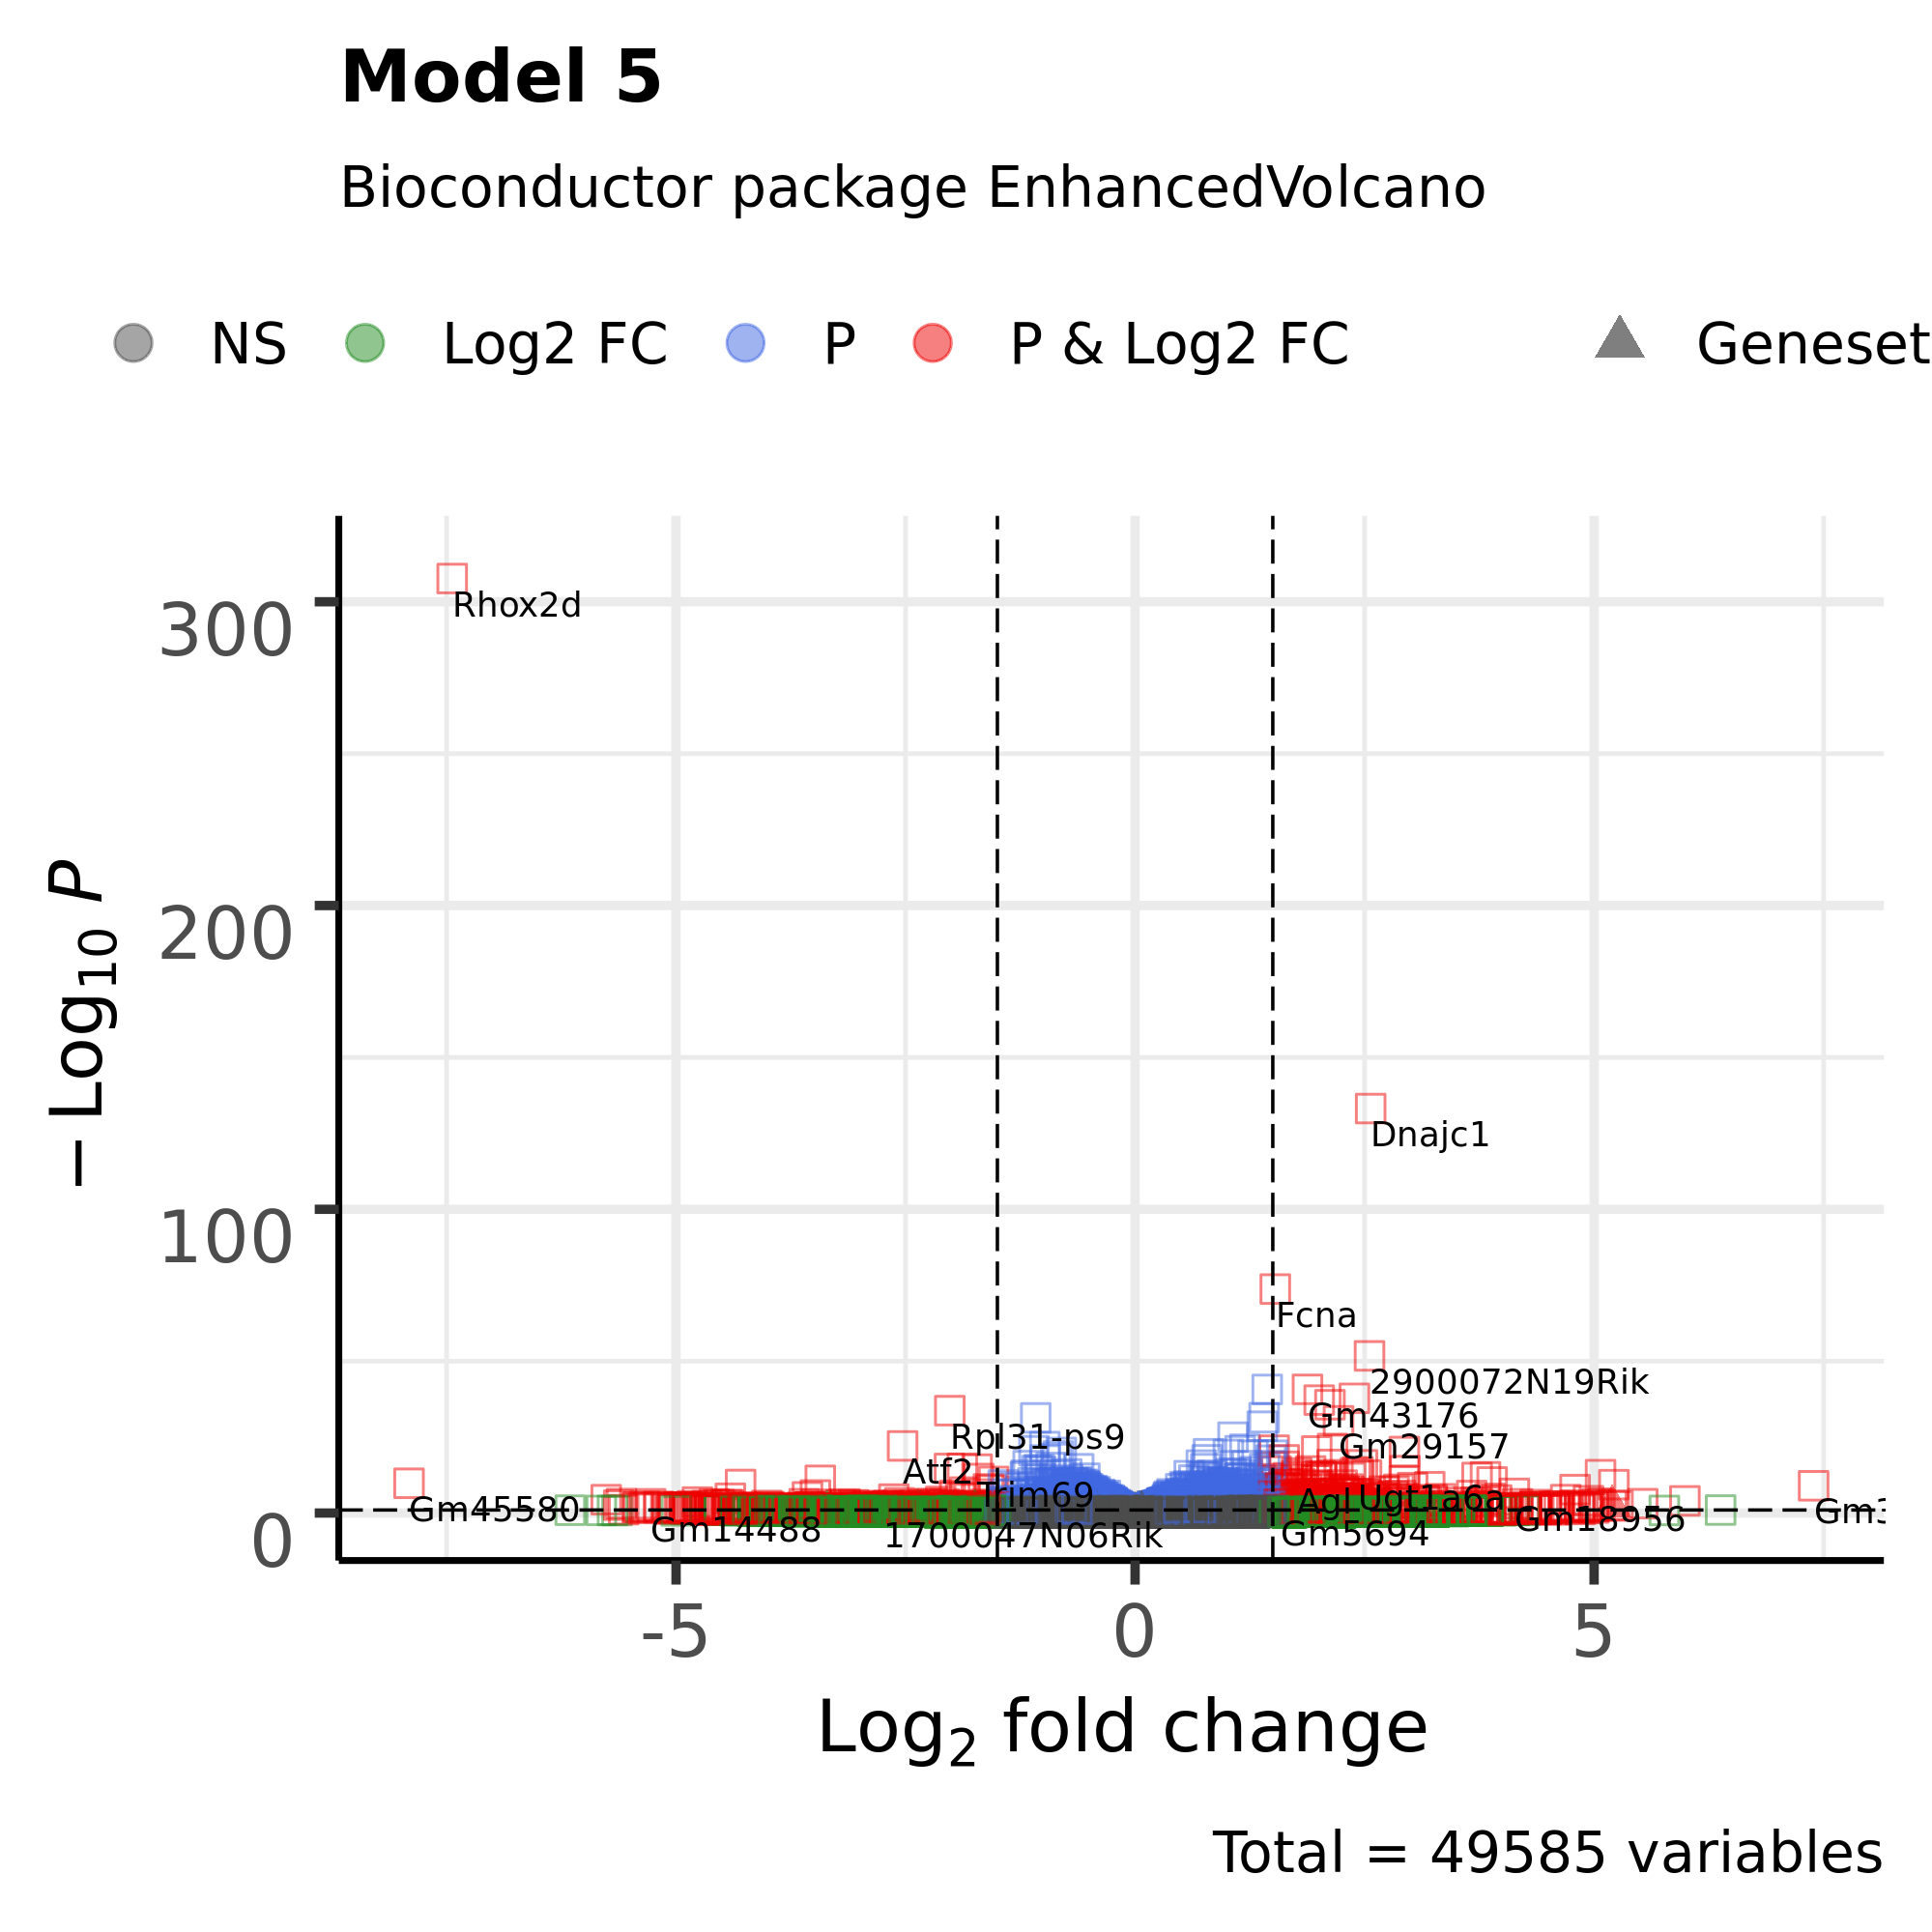 Model 5
Bioconductor package EnhancedVolcano
NS Log2 FC P P & Log2 FC Geneset
− Log10 P
300
200
100
0
Rhox2d
Dnajc1
Fcna
2900072N19Rik
Gm43176
Rpl31-ps9
Gm29157
Atf2
Trim69
Agl
Ugt1a6a
Gm45580
Gm18956
Gm14488
1700047N06Rik
Gm5694
-5 0 5
Log2 fold change
Total = 49585 variables